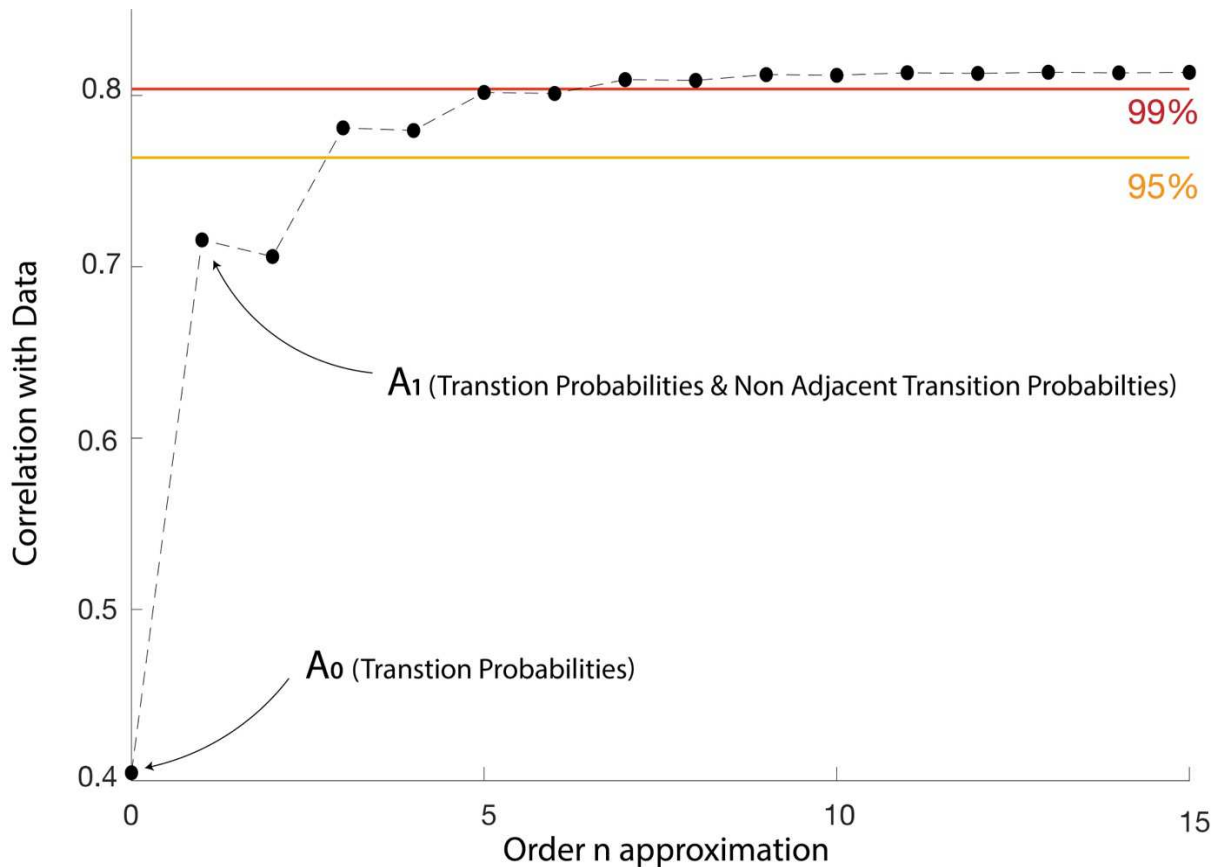 0.8
99%
95%
0.7
A1 (Transtion Probabilities & Non Adjacent Transition Probabilties)
0.6
Correlation with Data
0.5
A0 (Transtion Probabilities)
0.4
0 5 10 15
Order n approximation